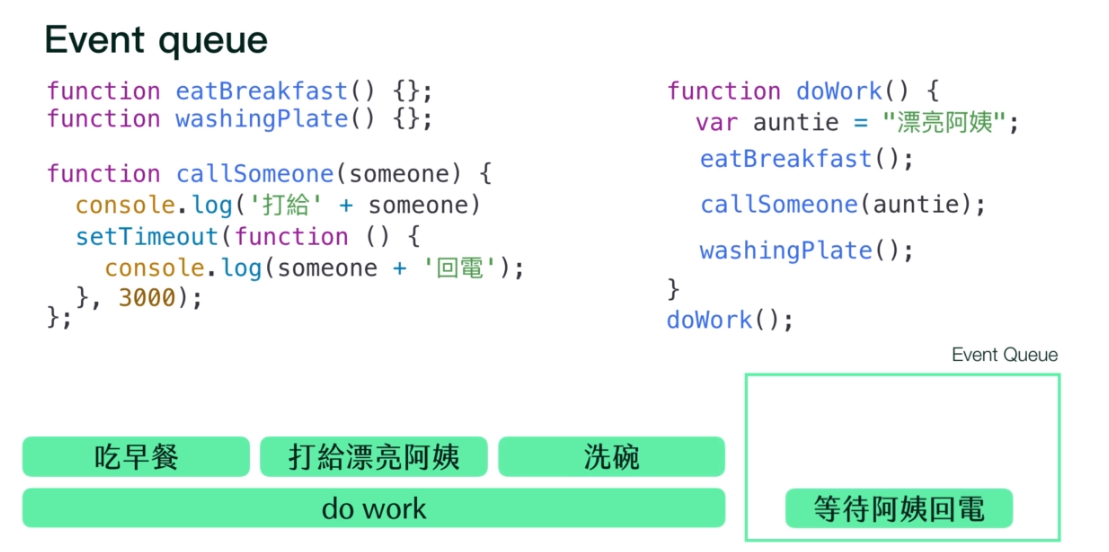 Event queue
function eatBreakfast() {};
function washingPlate() {};
function callSomeone(someone) {
console.log('打給' + someone)
setTimeout(function () {
console.log(someone + '回電');
}, 3000);
};
function doWork() {
var auntie = "漂亮阿姨";
eatBreakfast();
callSomeone(auntie);
washingPlate();
}
doWork();
Event Queue
吃早餐
打給漂亮阿姨
洗碗
do work
等待阿姨回電